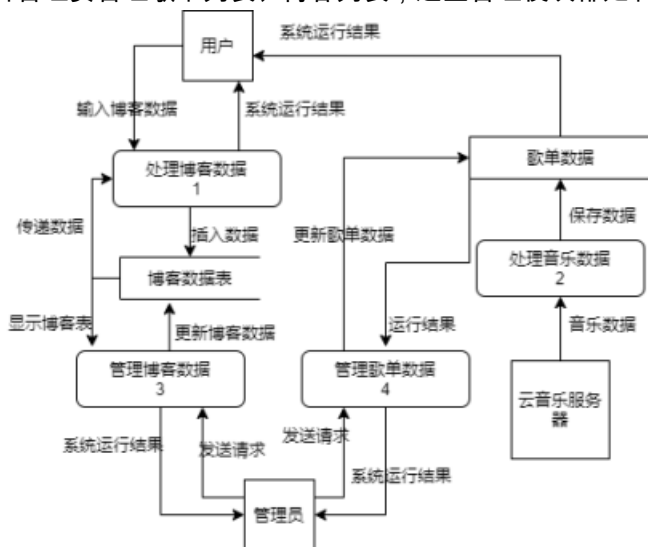 系统运行结果
用户
输入博客数据
系统运行结果
处理博客数据
1
歌单数据
传递数据
插入数据
更新歌单数据
保存数据
博客数据表
处理音乐数据
2
显示博客表
更新博客数据
运行结果
音乐数据
管理博客数据
3
管理歌单数据
4
云音乐服务
器
系统运行结果
发送请求
发送请求
系统运行结果
管理员